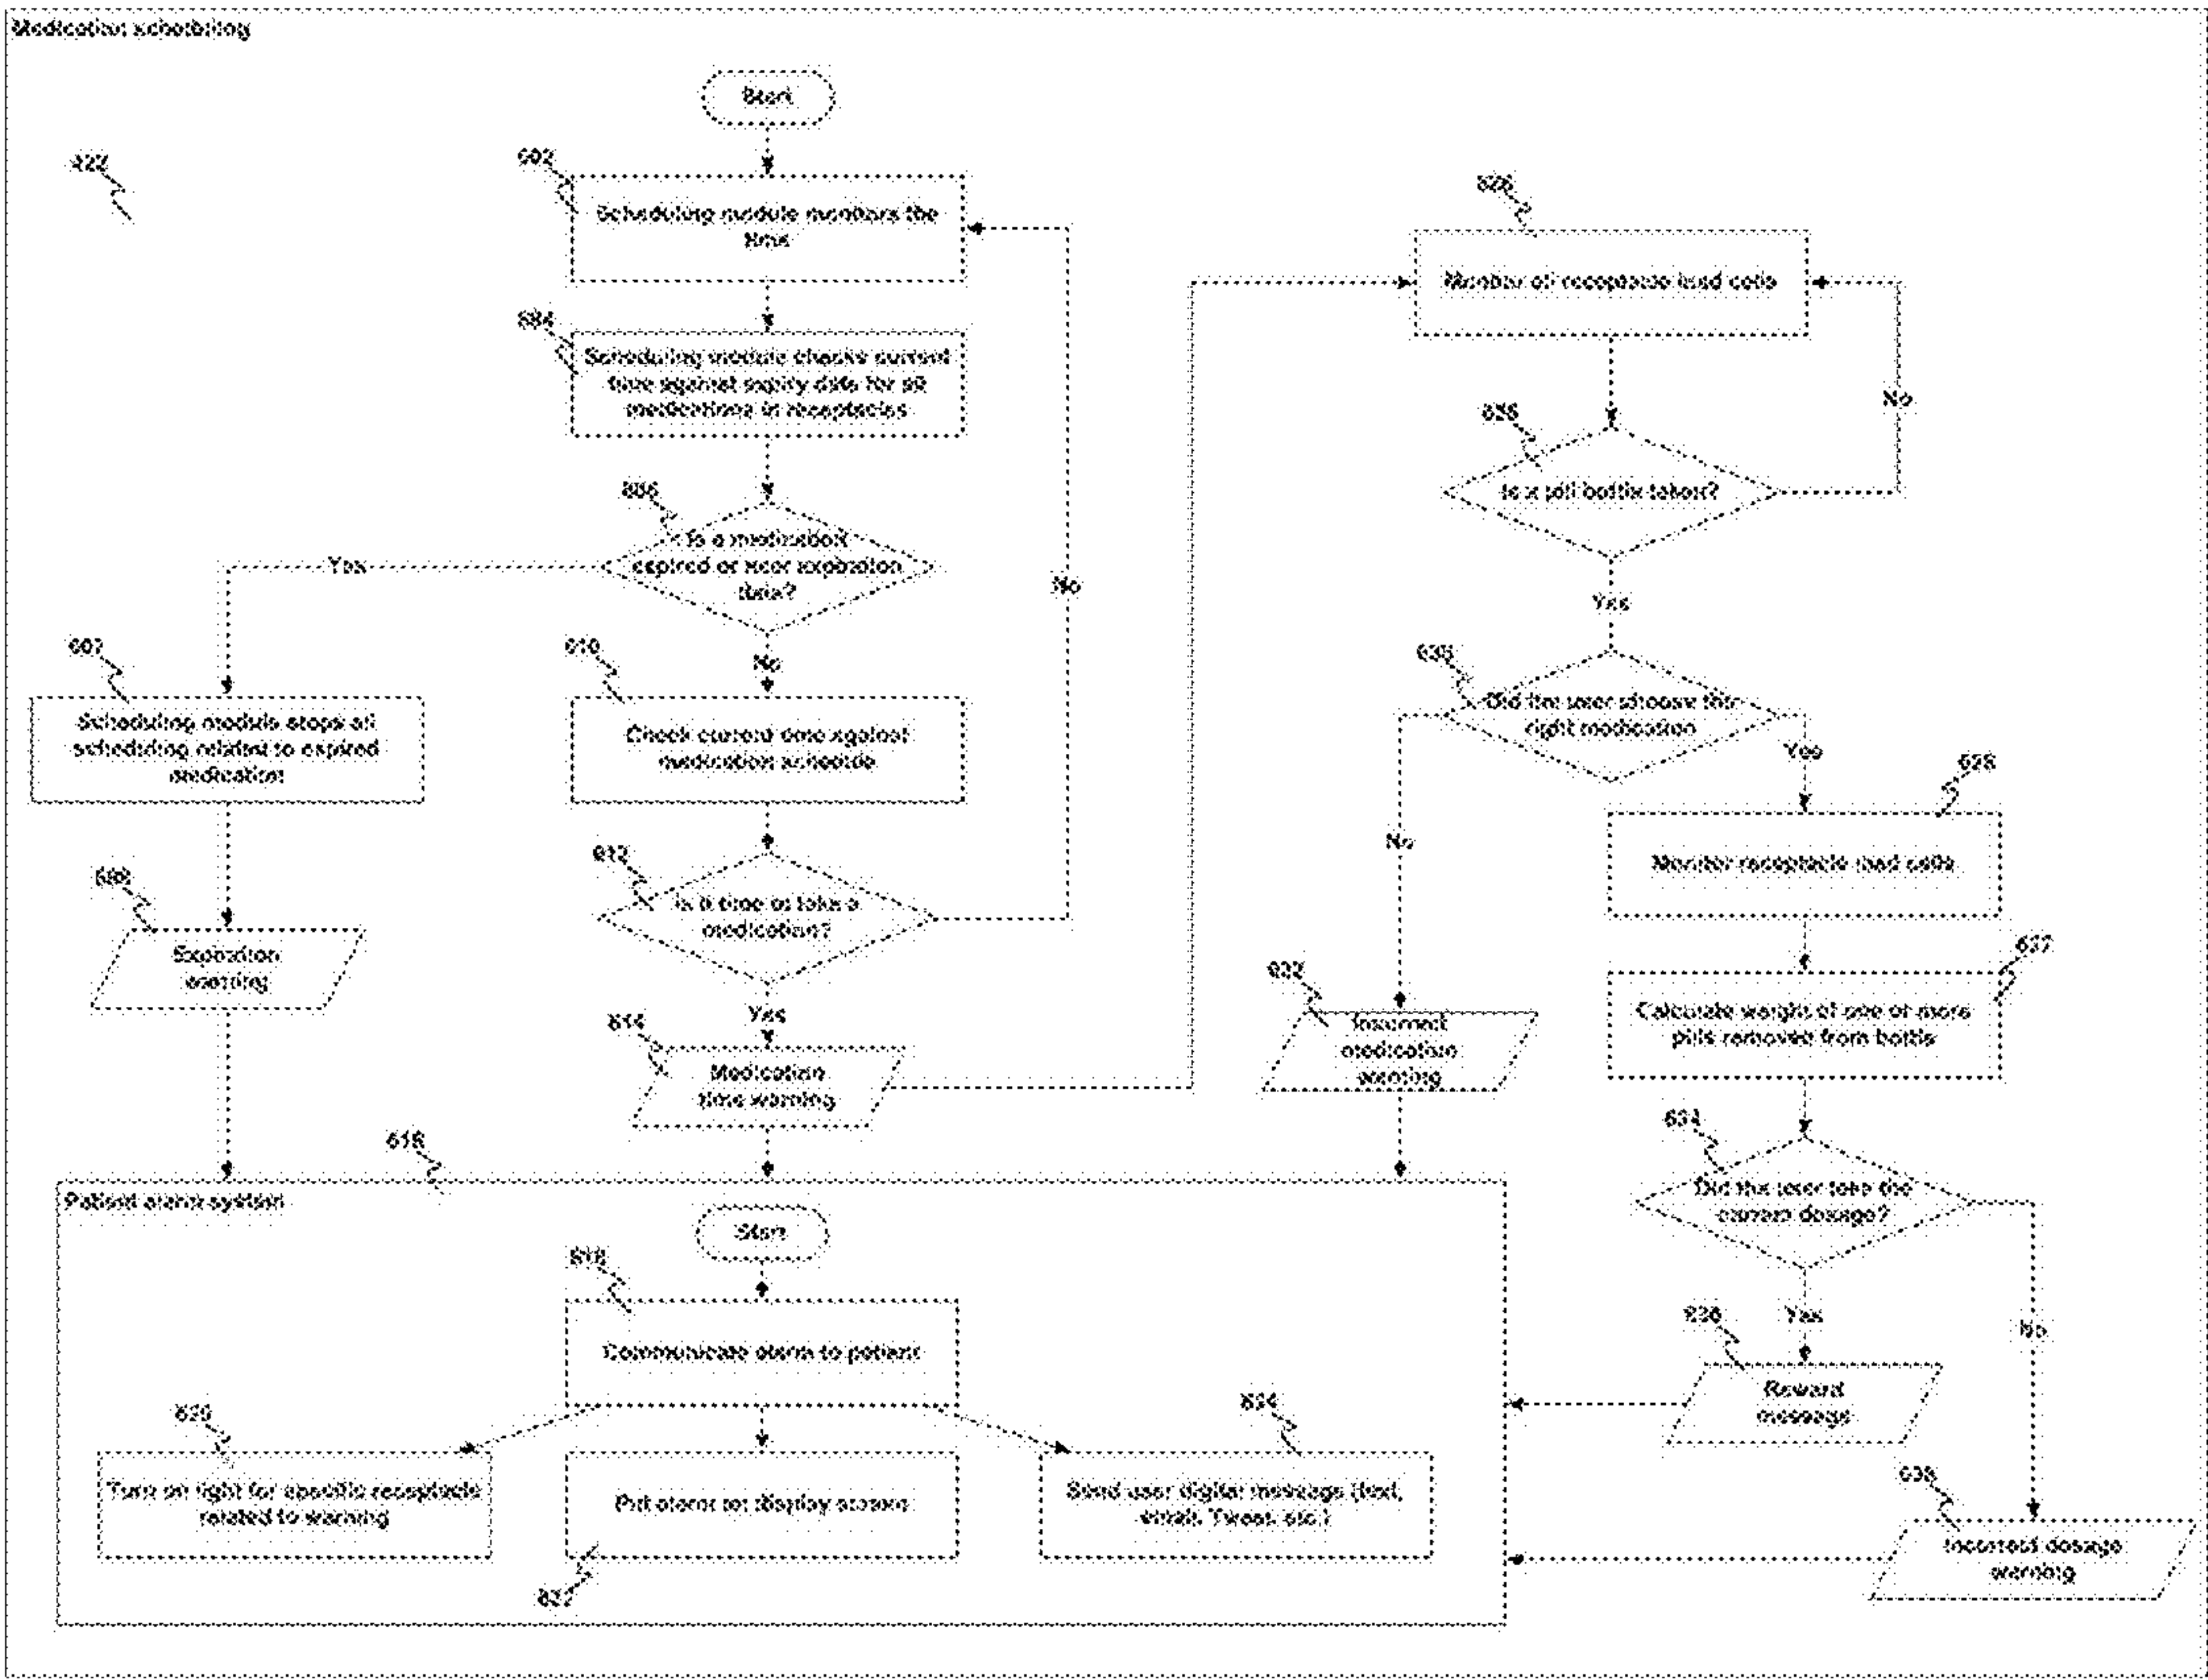 Medication scheduling
Start
422
602
Scheduling module monitors the
time
604
Scheduling module checks current
time against expiry date for all
medications in receptacles
606
Is a medication
expired or near expiration
date?
Yes
No
No
607
Scheduling module stops all
scheduling related to expired
medication
610
Check current time against
medication schedule
612
Is it time to take a
medication?
Expiration
warning
Yes
614
Medication
time warning
Monitor all receptacle load cells
No
Is a pill bottle taken?
Yes
Did the user choose the
right medication
Yes
No
628
Monitor receptacle load cells
632
Incorrect
medication
warning
Calculate weight of one or more
pills removed from bottle
634
Did the user take the
correct dosage?
Yes
No
636
Reward
message
638
Incorrect dosage
warning
Patient alarm system
Start
618
Communicate alarm to patient
620
Turn on light for specific receptacle
related to warning
Put alarm on display screen
622
624
Send user digital message (text,
email, Tweet, etc.)